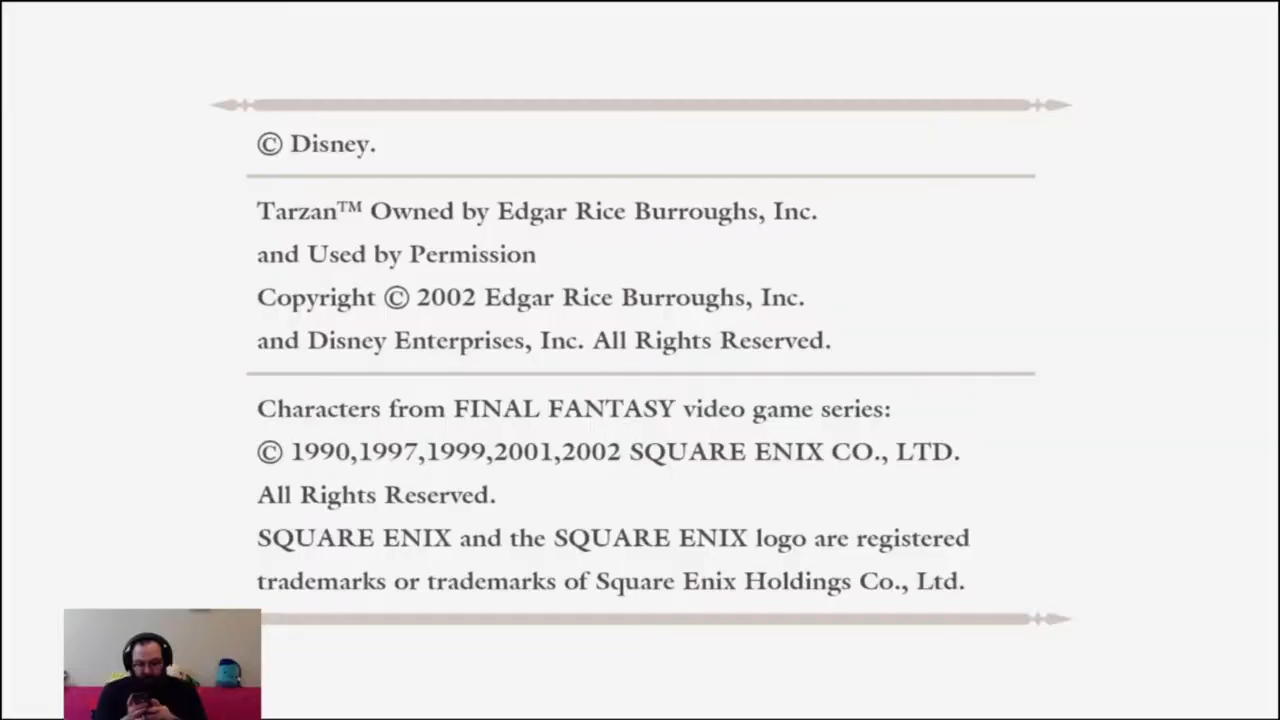 © Disney.
Tarzan™ Owned by Edgar Rice Burroughs, Inc.
and Used by Permission
Copyright © 2002 Edgar Rice Burroughs, Inc.
and Disney Enterprises, Inc. All Rights Reserved.
Characters from FINAL FANTASY video game series:
© 1990,1997,1999,2001,2002 SQUARE ENIX CO., LTD.
All Rights Reserved.
SQUARE ENIX and the SQUARE ENIX logo are registered
trademarks or trademarks of Square Enix Holdings Co., Ltd.